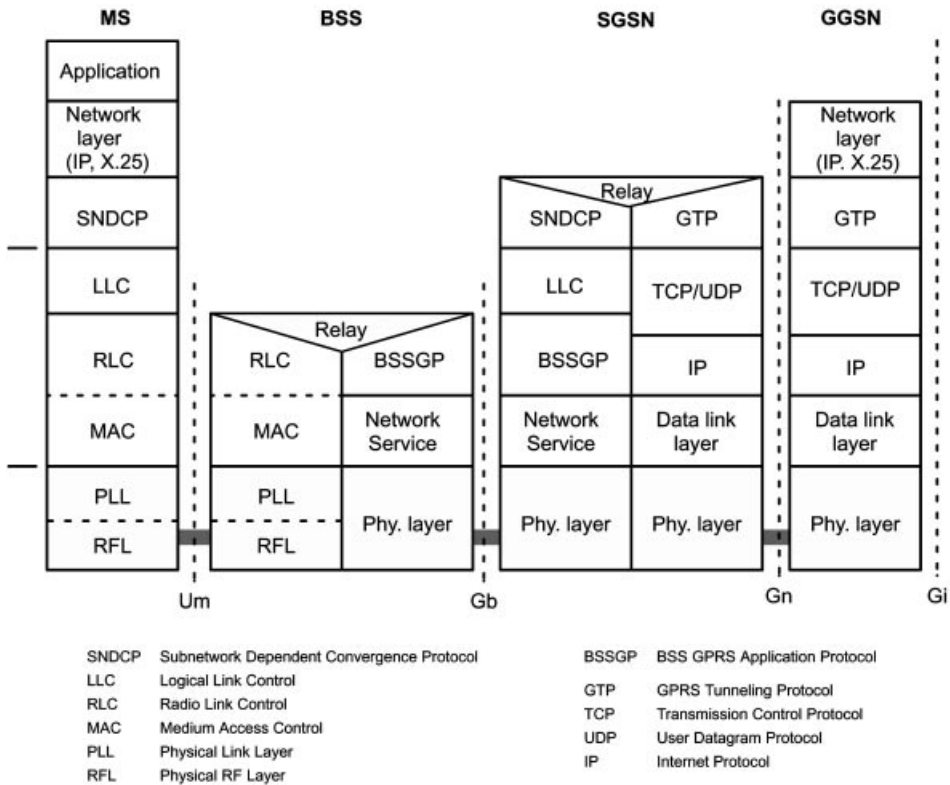 MS BSS SGSN GGSN
Application
Network
layer
(IP, X.25)
SNDCP
LLC
RLC
MAC
PLL
RFL
Relay
RLC
BSSGP
MAC
Network
Service
PLL
RFL
Phy. layer
Relay
SNDCP
GTP
LLC
TCP/UDP
BSSGP
IP
Network
Service
Data link
layer
Phy. layer
Phy. layer
Network
layer
(IP. X.25)
GTP
TCP/UDP
IP
Data link
layer
Phy. layer
Um
Gb
Gn
Gi
SNDCP Subnetwork Dependent Convergence Protocol
LLC Logical Link Control
RLC Radio Link Control
MAC Medium Access Control
PLL Physical Link Layer
RFL Physical RF Layer
BSSGP BSS GPRS Application Protocol
GTP GPRS Tunneling Protocol
TCP Transmission Control Protocol
UDP User Datagram Protocol
IP Internet Protocol